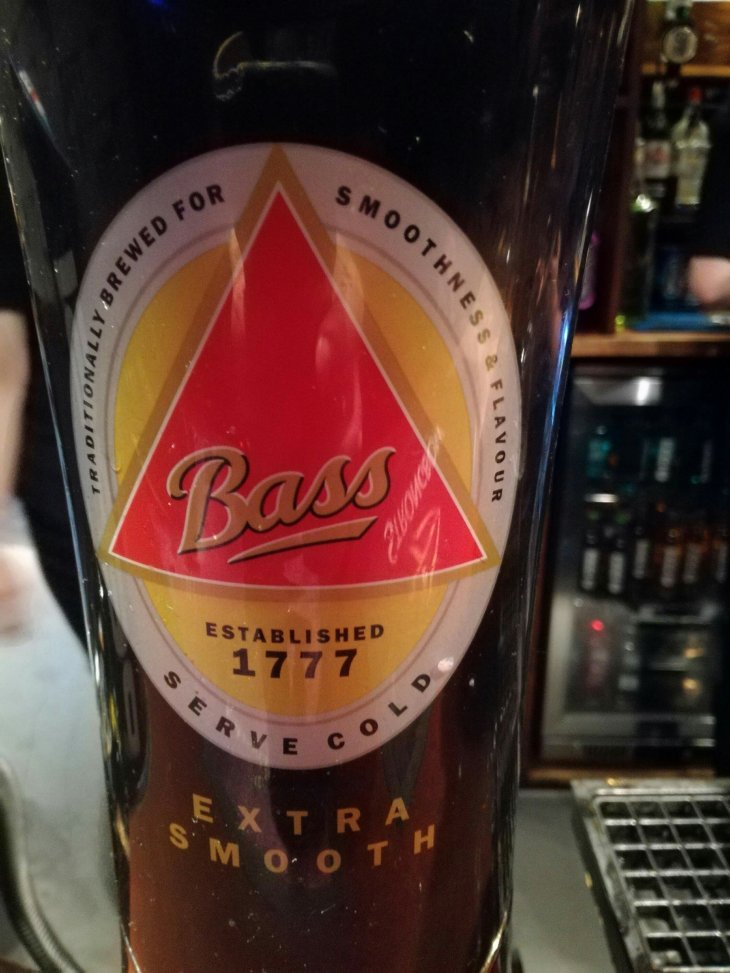 TRADITIONALLY BREWED FOR SMOOTHNESS & FLAVOUR
Bass
ESTABLISHED
1777
SERVE COLD
EXTRA
SMOOTH